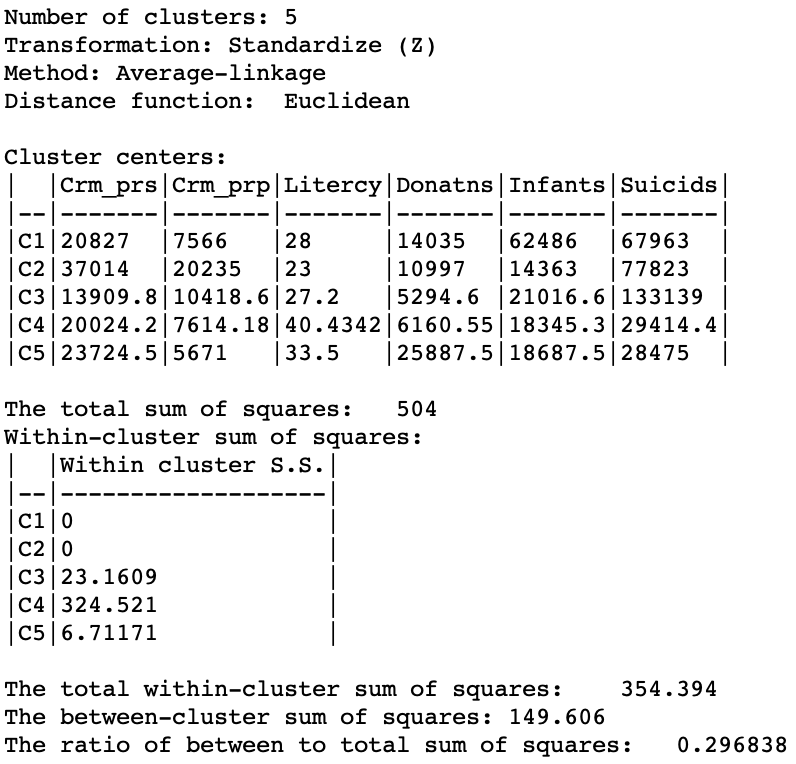 Number of clusters: 5
Transformation: Standardize (Z)
Method: Average-linkage
Distance function:  Euclidean

Cluster centers:
|  |Crm_prs|Crm_prp|Litercy|Donatns|Infants|Suicids|
|--|-------|-------|-------|-------|-------|-------|
|C1|20827  |7566   |28     |14035  |62486  |67963  |
|C2|37014  |20235  |23     |10997  |14363  |77823  |
|C3|13909.8|10418.6|27.2   |5294.6 |21016.6|133139 |
|C4|20024.2|7614.18|40.4342|6160.55|18345.3|29414.4|
|C5|23724.5|5671   |33.5   |25887.5|18687.5|28475  |

The total sum of squares:   504
Within-cluster sum of squares:
|  |Within cluster S.S.|
|--|-------------------|
|C1|0                  |
|C2|0                  |
|C3|23.1609            |
|C4|324.521            |
|C5|6.71171            |

The total within-cluster sum of squares:    354.394
The between-cluster sum of squares: 149.606
The ratio of between to total sum of squares:   0.296838